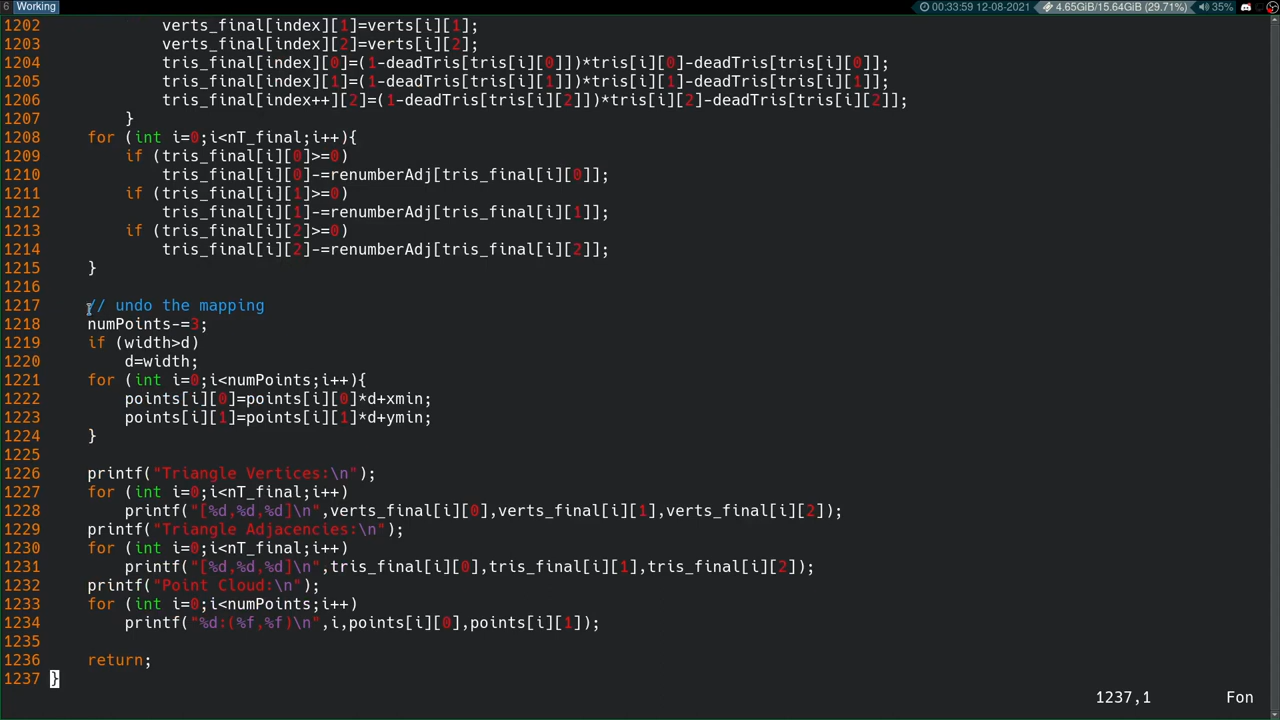 6 Working 00:33:59 12-08-2021 4.65GiB/15.64GiB (29.71%) 35%
1202 verts_final[index][1]=verts[i][1];
1203 verts_final[index][2]=verts[i][2];
1204 tris_final[index][0]=(1-deadTris[tris[i][0]])*tris[i][0]-deadTris[tris[i][0]];
1205 tris_final[index][1]=(1-deadTris[tris[i][1]])*tris[i][1]-deadTris[tris[i][1]];
1206 tris_final[index++][2]=(1-deadTris[tris[i][2]])*tris[i][2]-deadTris[tris[i][2]];
1207 }
1208 for (int i=0;i<nT_final;i++){
1209 if (tris_final[i][0]>=0)
1210 tris_final[i][0]-=renumberAdj[tris_final[i][0]];
1211 if (tris_final[i][1]>=0)
1212 tris_final[i][1]-=renumberAdj[tris_final[i][1]];
1213 if (tris_final[i][2]>=0)
1214 tris_final[i][2]-=renumberAdj[tris_final[i][2]];
1215 }
1216
1217 // undo the mapping
1218 numPoints-=3;
1219 if (width>d)
1220 d=width;
1221 for (int i=0;i<numPoints;i++){
1222 points[i][0]=points[i][0]*d+xmin;
1223 points[i][1]=points[i][1]*d+ymin;
1224 }
1225
1226 printf("Triangle Vertices:\n");
1227 for (int i=0;i<nT_final;i++)
1228 printf("[%d,%d,%d]\n",verts_final[i][0],verts_final[i][1],verts_final[i][2]);
1229 printf("Triangle Adjacencies:\n");
1230 for (int i=0;i<nT_final;i++)
1231 printf("[%d,%d,%d]\n",tris_final[i][0],tris_final[i][1],tris_final[i][2]);
1232 printf("Point Cloud:\n");
1233 for (int i=0;i<numPoints;i++)
1234 printf("%d:(%f,%f)\n",i,points[i][0],points[i][1]);
1235
1236 return;
1237 }
1237,1 Fon